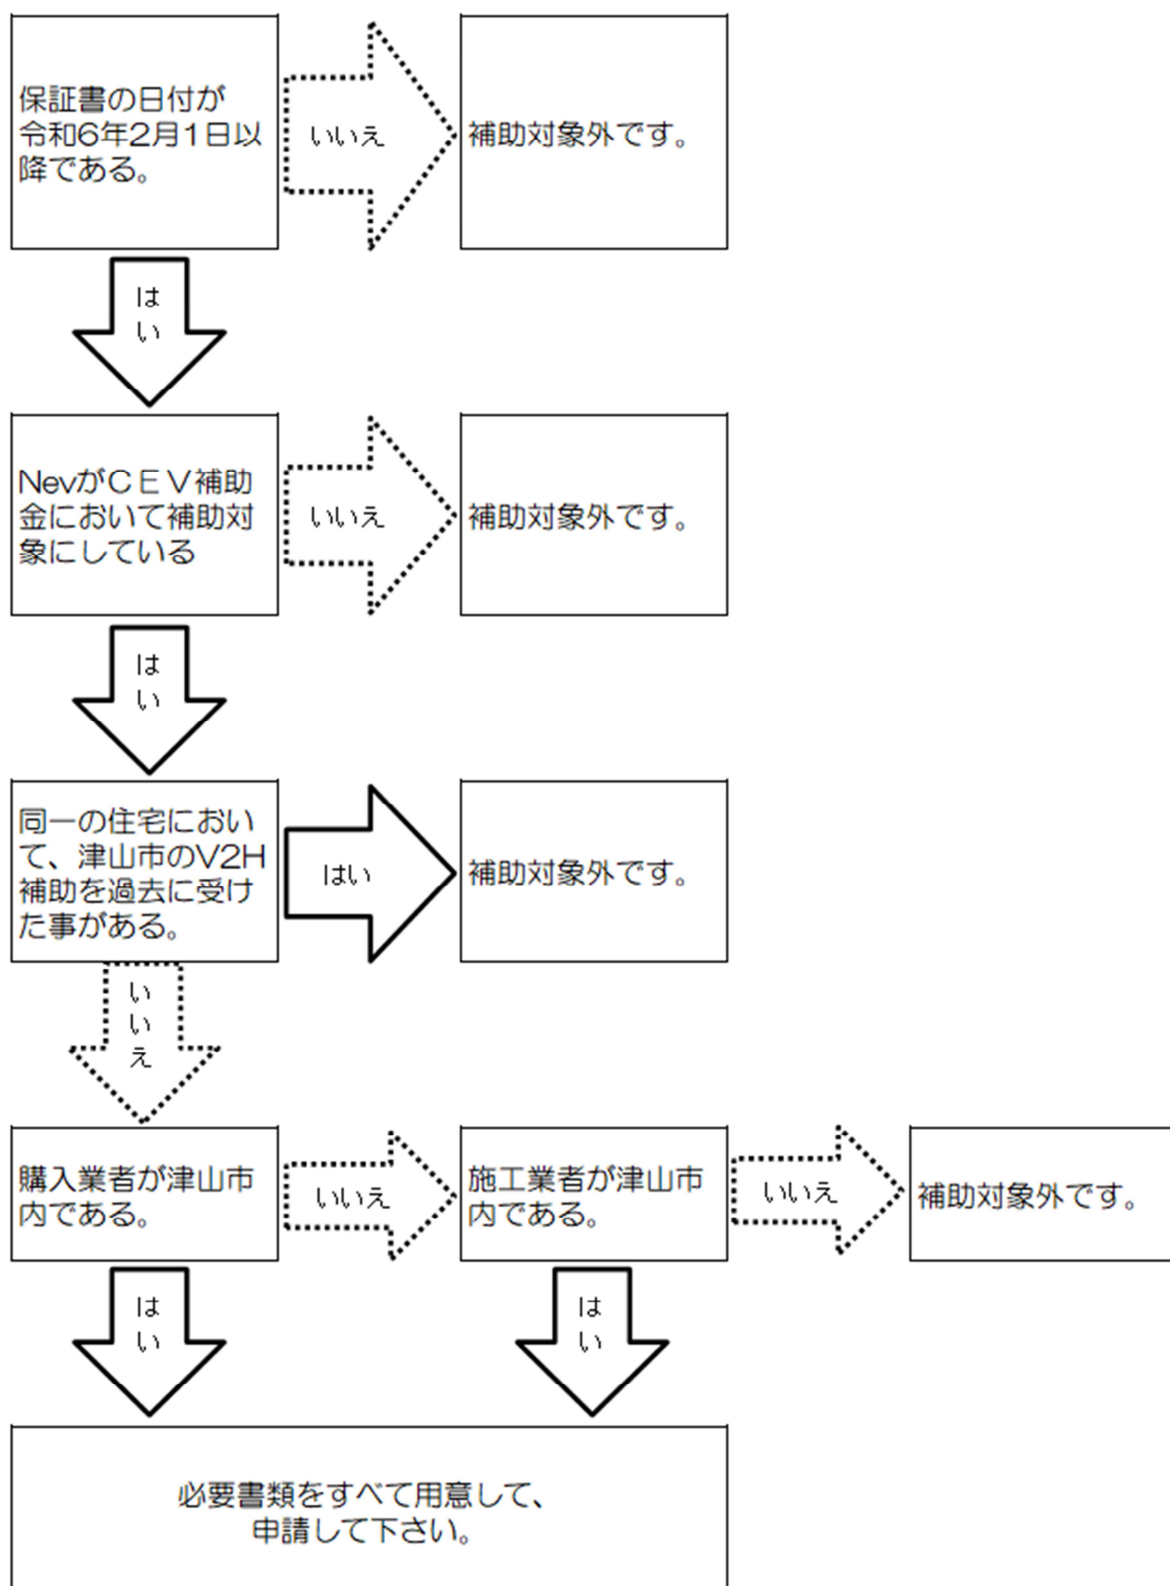 保証書の日付が
令和6年2月1日以
降である。
いいえ
補助対象外です。
はい
NevがＣＥＶ補助
金において補助対
象にしている
いいえ
補助対象外です。
はい
同一の住宅におい
て、津山市のV2H
補助を過去に受け
た事がある。
はい
補助対象外です。
いいえ
購入業者が津山市
内である。
いいえ
施工業者が津山市
内である。
いいえ
補助対象外です。
はい
はい
必要書類をすべて用意して、
申請して下さい。